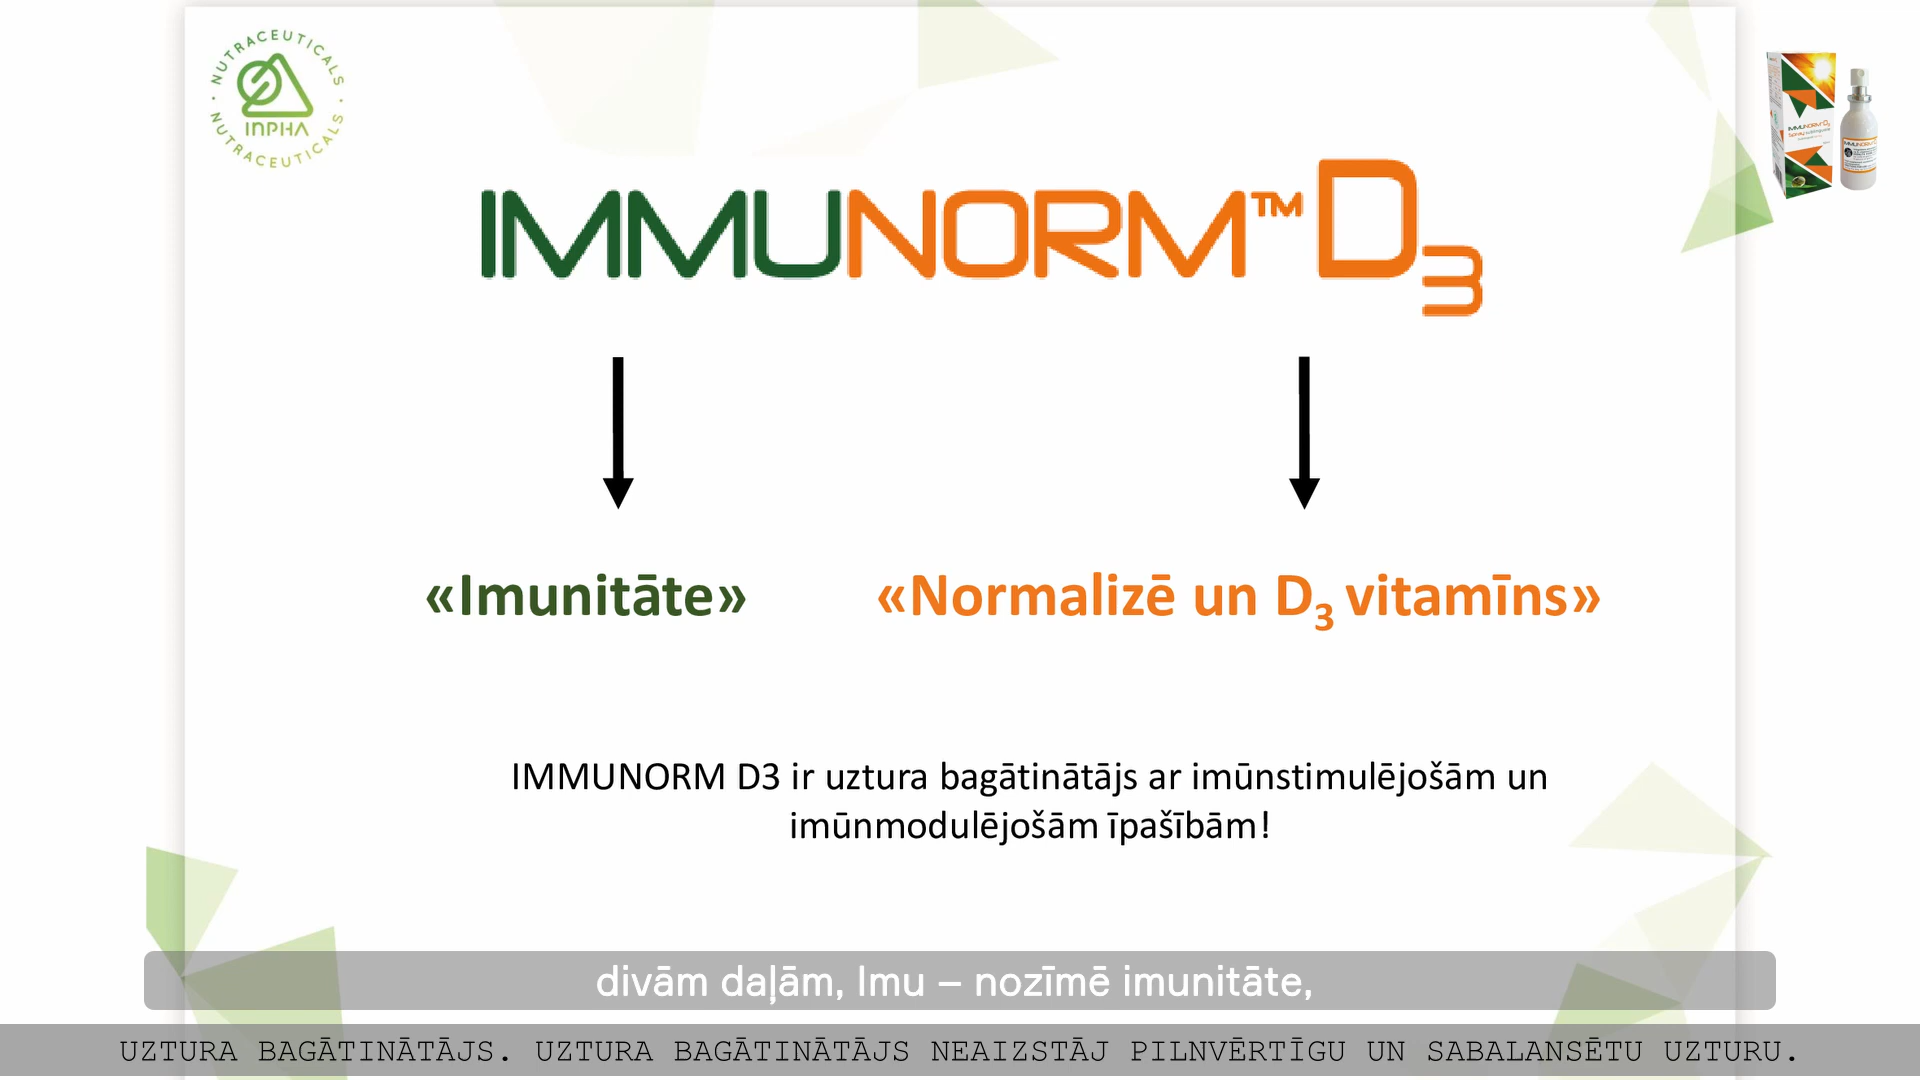 NUTRACEUTICALS
INPHA
NUTRACEUTICALS
IMMUNORM™ D3
«Imunitāte»
«Normalizē un D3 vitamīns»
IMMUNORM D3 ir uztura bagātinātājs ar imūnstimulējošām un
imūnmodulējošām īpašībām!
divām daļām, Imu – nozīmē imunitāte,
UZTURA BAGĀTINĀTĀJS. UZTURA BAGĀTINĀTĀJS NEAIZSTĀJ PILNVĒRTĪGU UN SABALANSĒTU UZTURU.